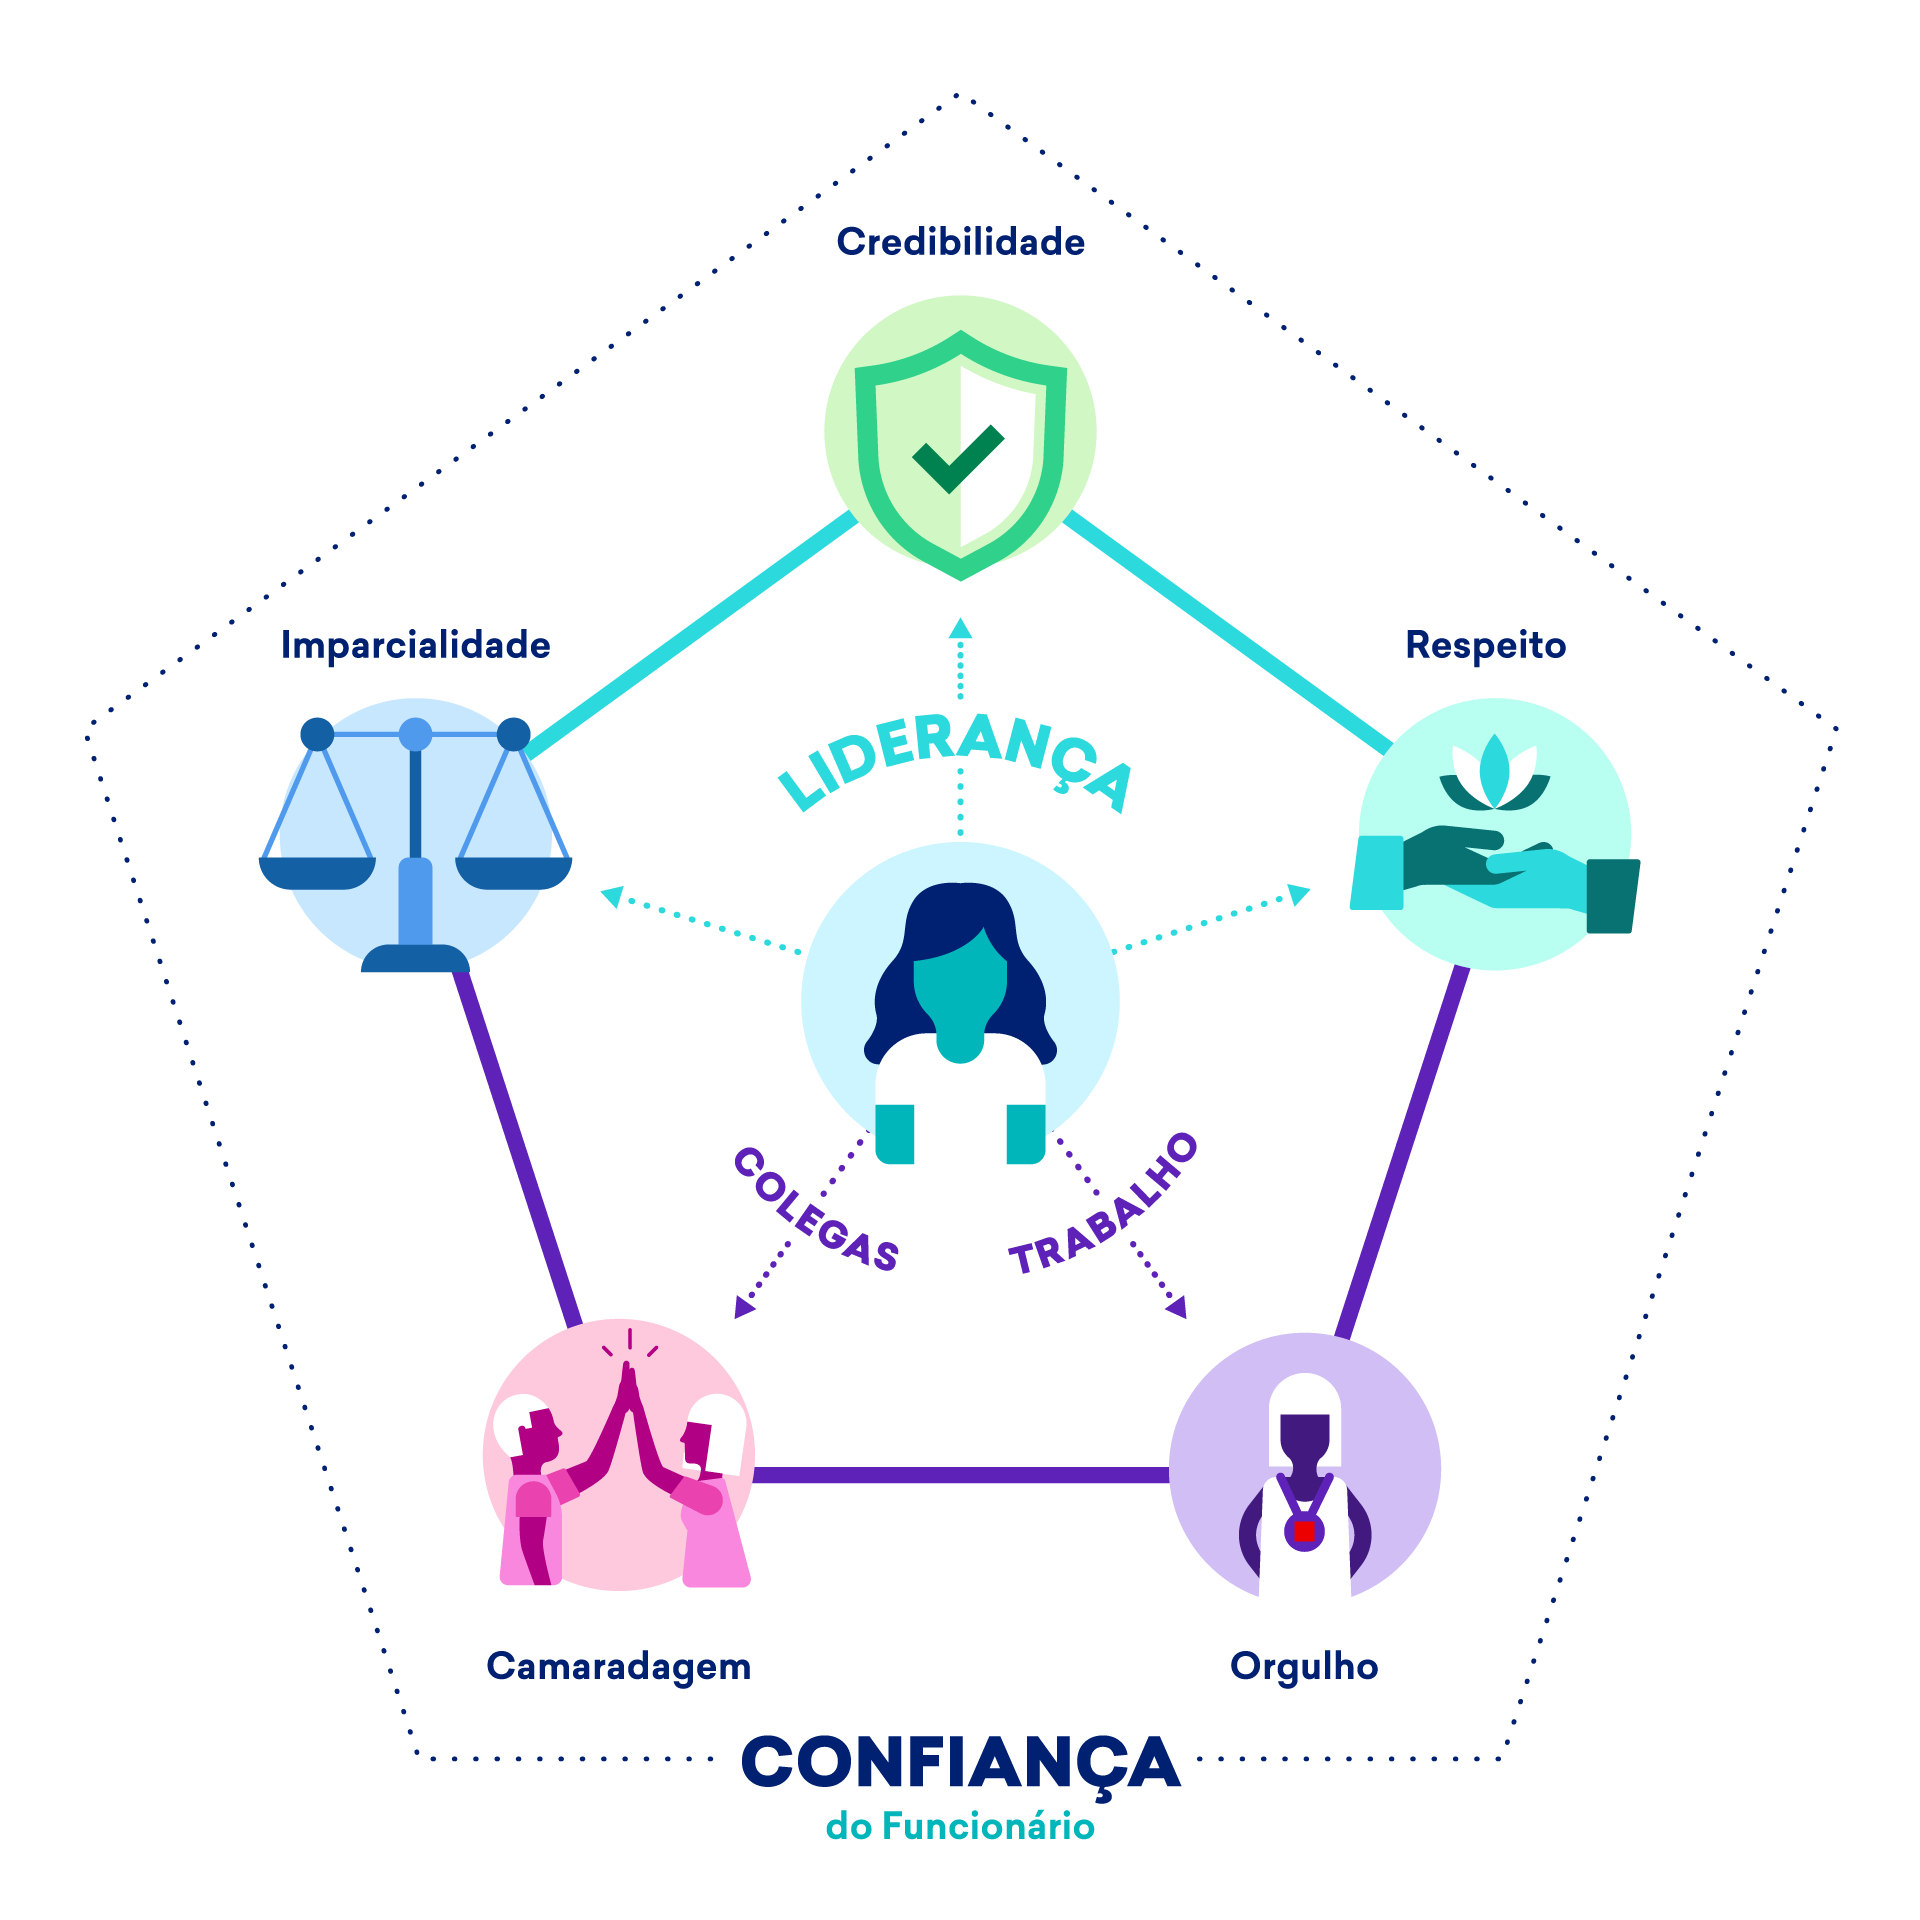 Credibilidade
Imparcialidade
Respeito
LIDERANÇA
COLEGAS
TRABALHO
Camaradagem
Orgulho
CONFIANÇA
do Funcionário